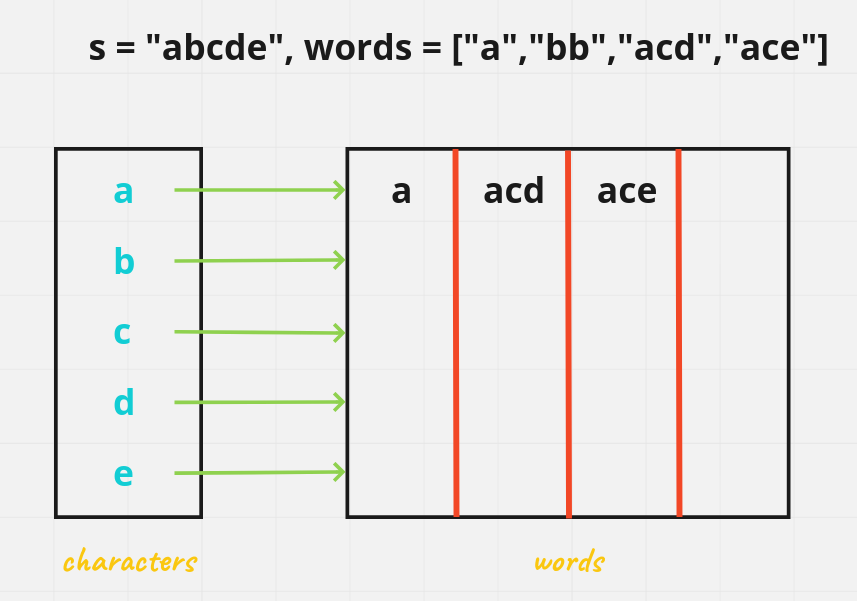 s = "abcde", words = ["a","bb","acd","ace"]
a a acd ace
b
c
d
e
characters words